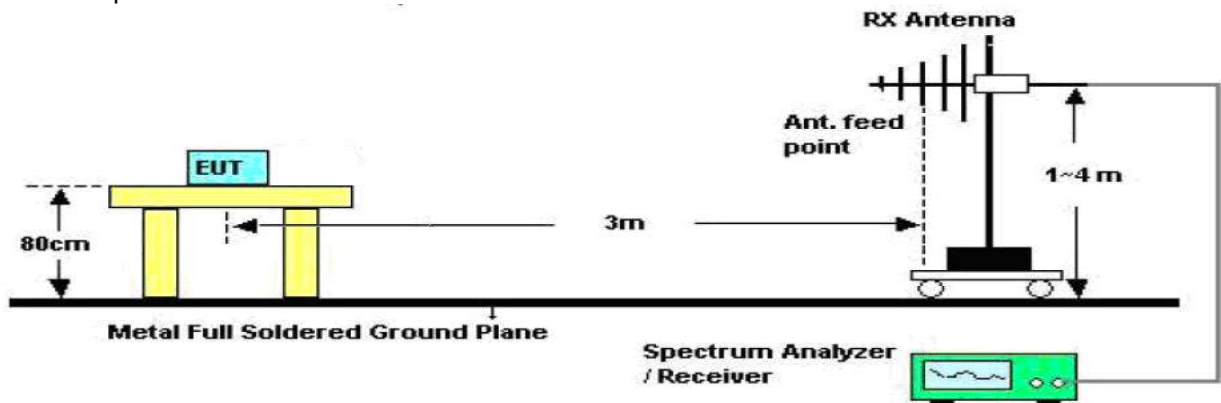 RX Antenna
Ant. feed
point
EUT
1~4 m
3m
80cm
Metal Full Soldered Ground Plane
Spectrum Analyzer
/ Receiver